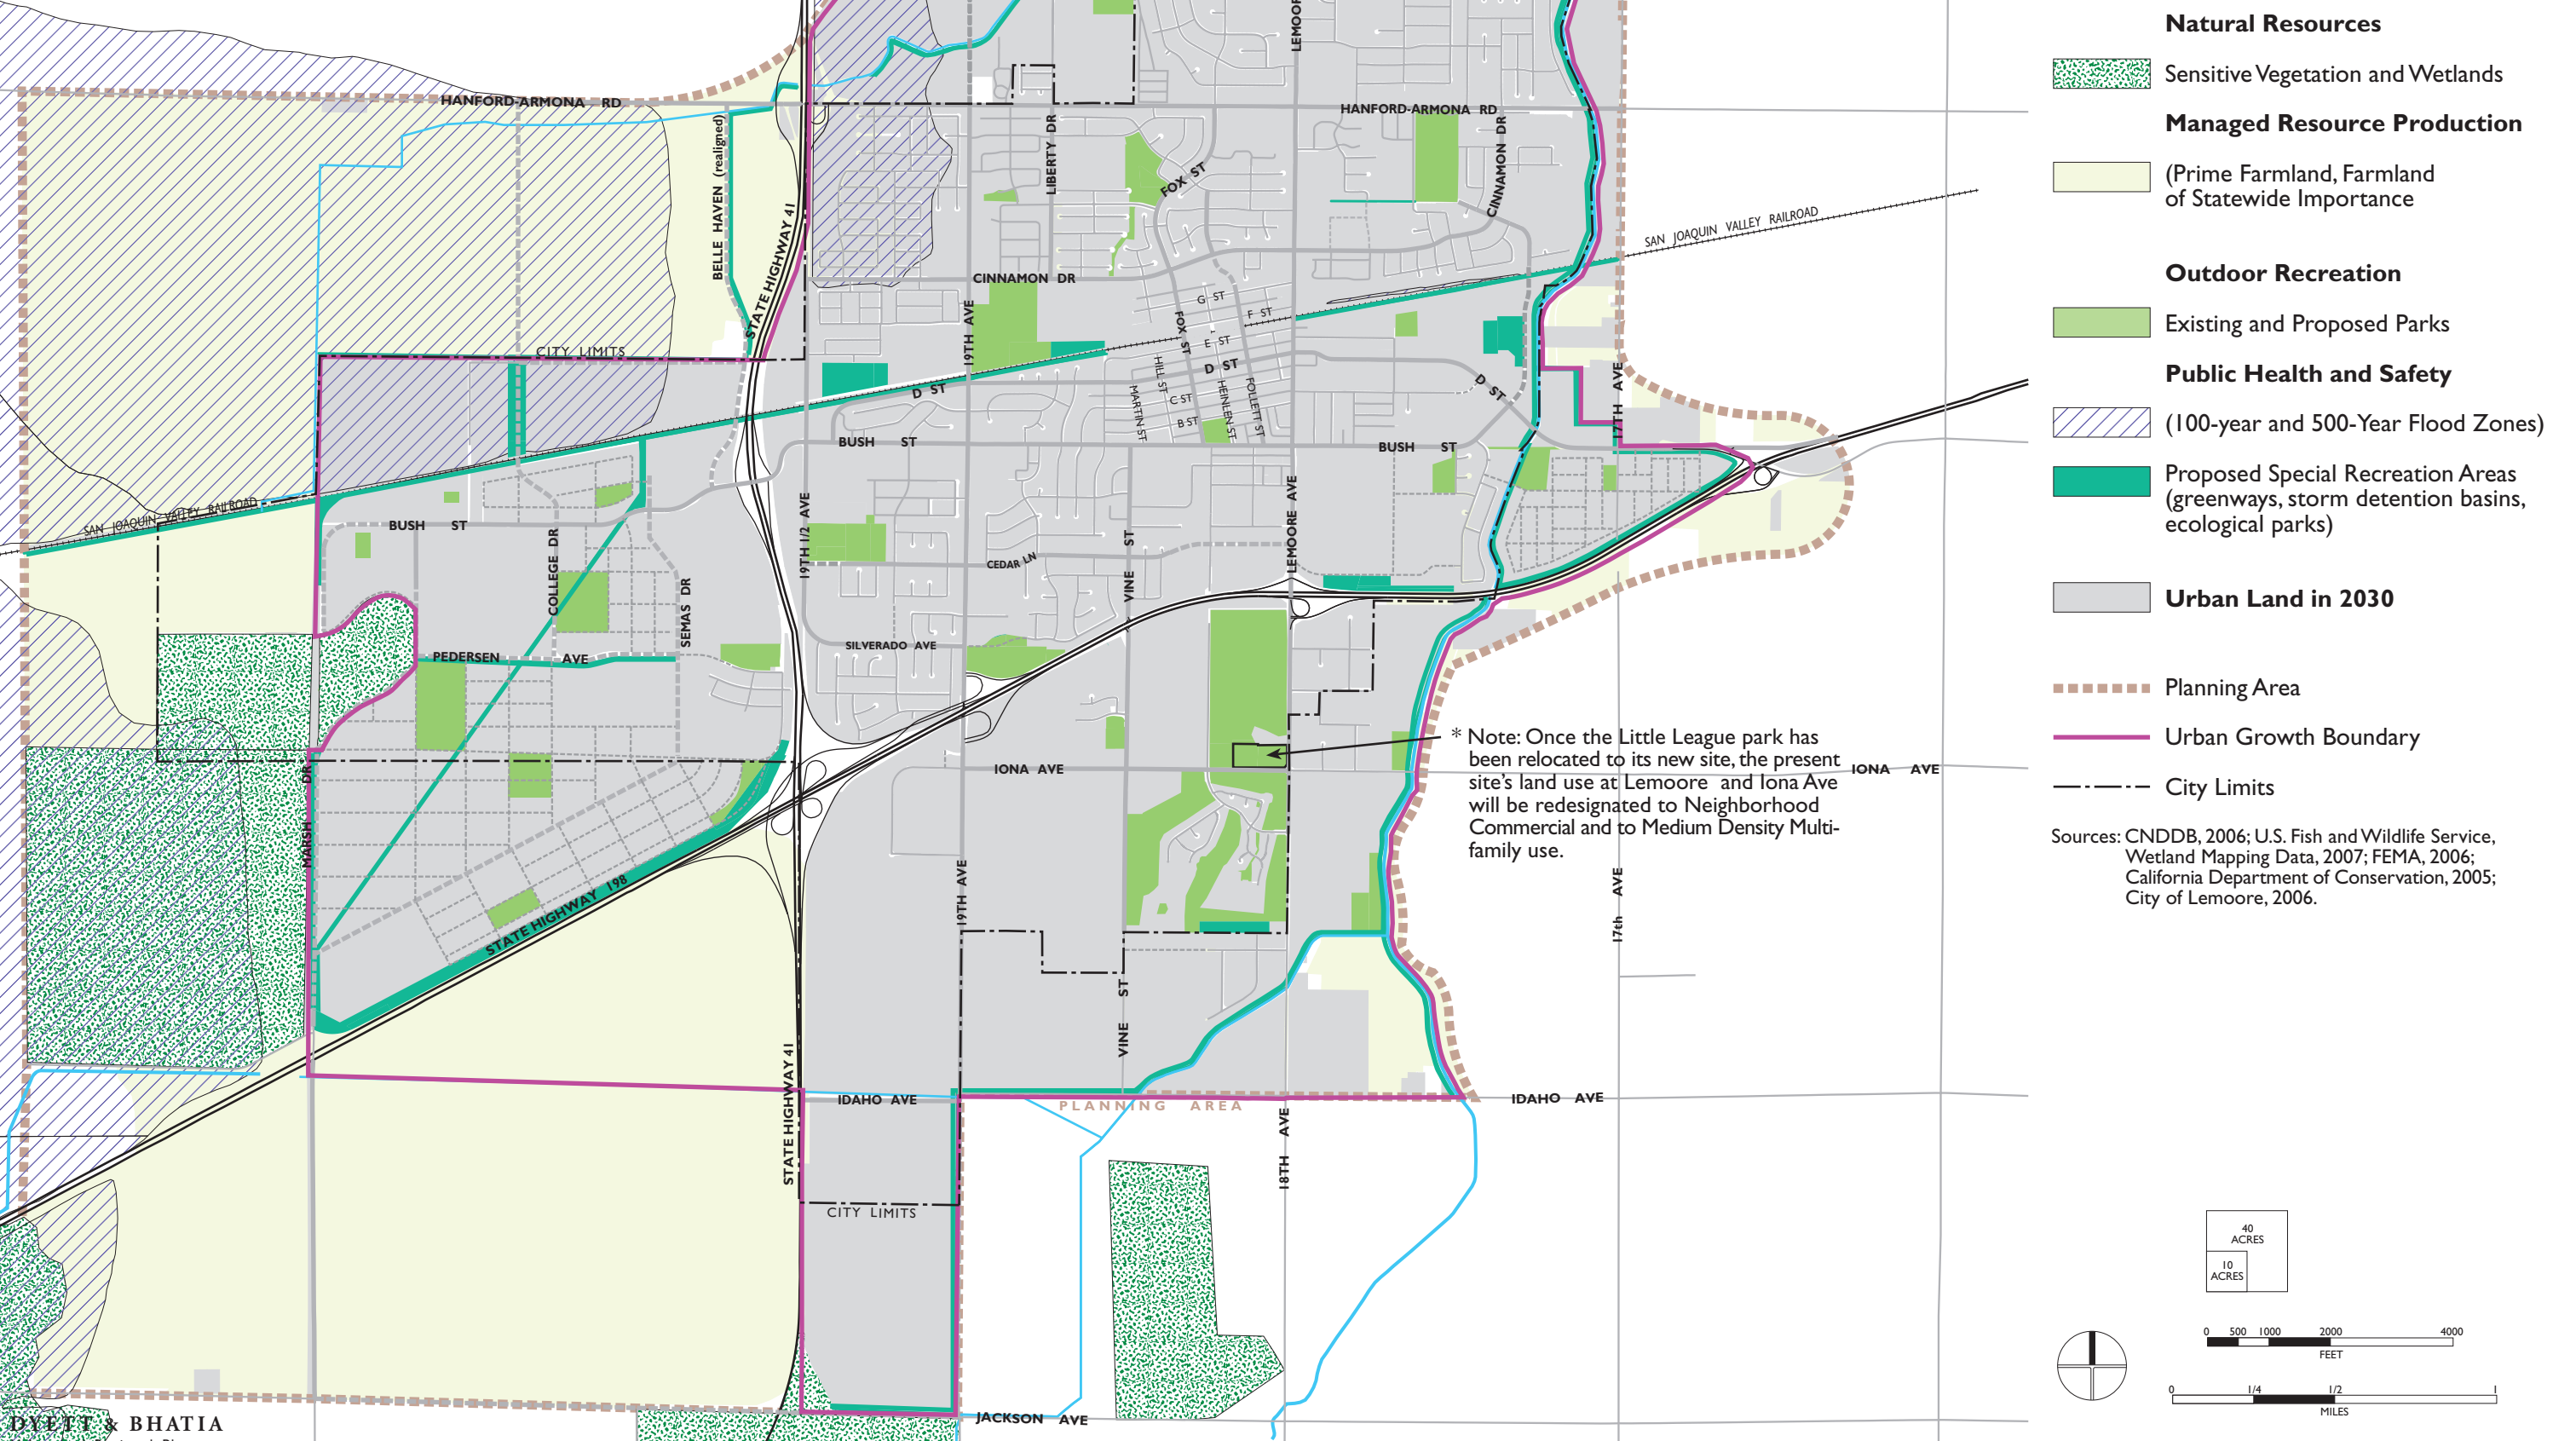 Natural Resources
Sensitive Vegetation and Wetlands
Managed Resource Production
(Prime Farmland, Farmland
of Statewide Importance
Outdoor Recreation
Existing and Proposed Parks
Public Health and Safety
(100-year and 500-Year Flood Zones)
Proposed Special Recreation Areas
(greenways, storm detention basins,
ecological parks)
Urban Land in 2030
Planning Area
Urban Growth Boundary
City Limits
Sources: CNDDB, 2006; U.S. Fish and Wildlife Service,
Wetland Mapping Data, 2007; FEMA, 2006;
California Department of Conservation, 2005;
City of Lemoore, 2006.
40
ACRES
10
ACRES
0 500 1000 2000 4000
FEET
0 1/4 1/2 1
MILES
LEMOOR
HANFORD-ARMONA RD
HANFORD-ARMONA RD
BELLE HAVEN (realigned)
STATE HIGHWAY 41
LIBERTY DR
FOX ST
CINNAMON DR
SAN JOAQUIN VALLEY RAILROAD
CINNAMON DR
19TH AVE
G ST
F ST
FOX ST
E ST
D ST
HILL ST
C ST
B ST
MARTIN ST
HEINLEN ST
FOLLETT ST
D ST
D ST
17TH AVE
CITY LIMITS
BUSH ST
BUSH ST
SAN JOAQUIN VALLEY RAILROAD
BUSH ST
COLLEGE DR
SEMAS DR
19TH 1/2 AVE
CEDAR LN
VINE ST
LEMOORE AVE
SILVERADO AVE
PEDERSEN AVE
* Note: Once the Little League park has
been relocated to its new site, the present
site's land use at Lemoore and Iona Ave
will be redesignated to Neighborhood
Commercial and to Medium Density Multi-
family use.
IONA AVE
IONA AVE
MARSH DR
STATE HIGHWAY 198
19TH AVE
17th AVE
VINE ST
STATE HIGHWAY 41
IDAHO AVE
PLANNING AREA
IDAHO AVE
18TH AVE
CITY LIMITS
JACKSON AVE
DYETT & BHATIA